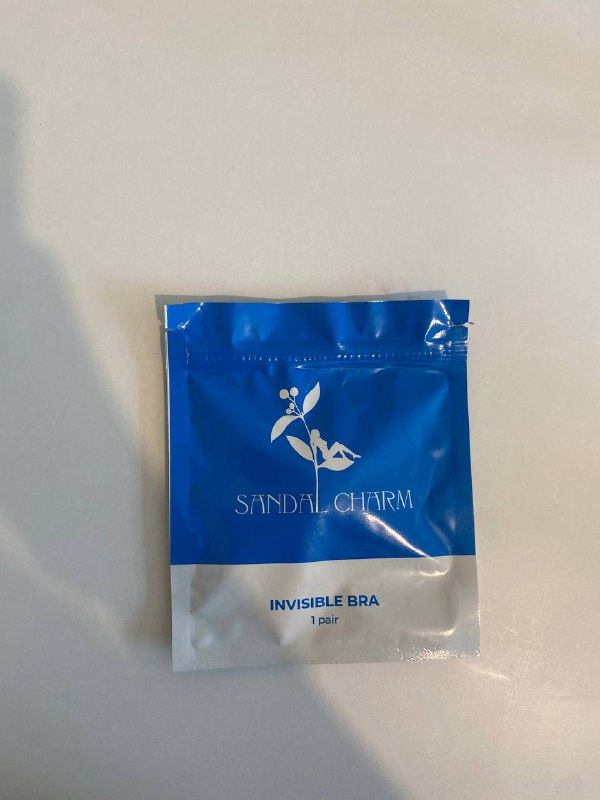 SANDAL CHARM
INVISIBLE BRA
1 pair